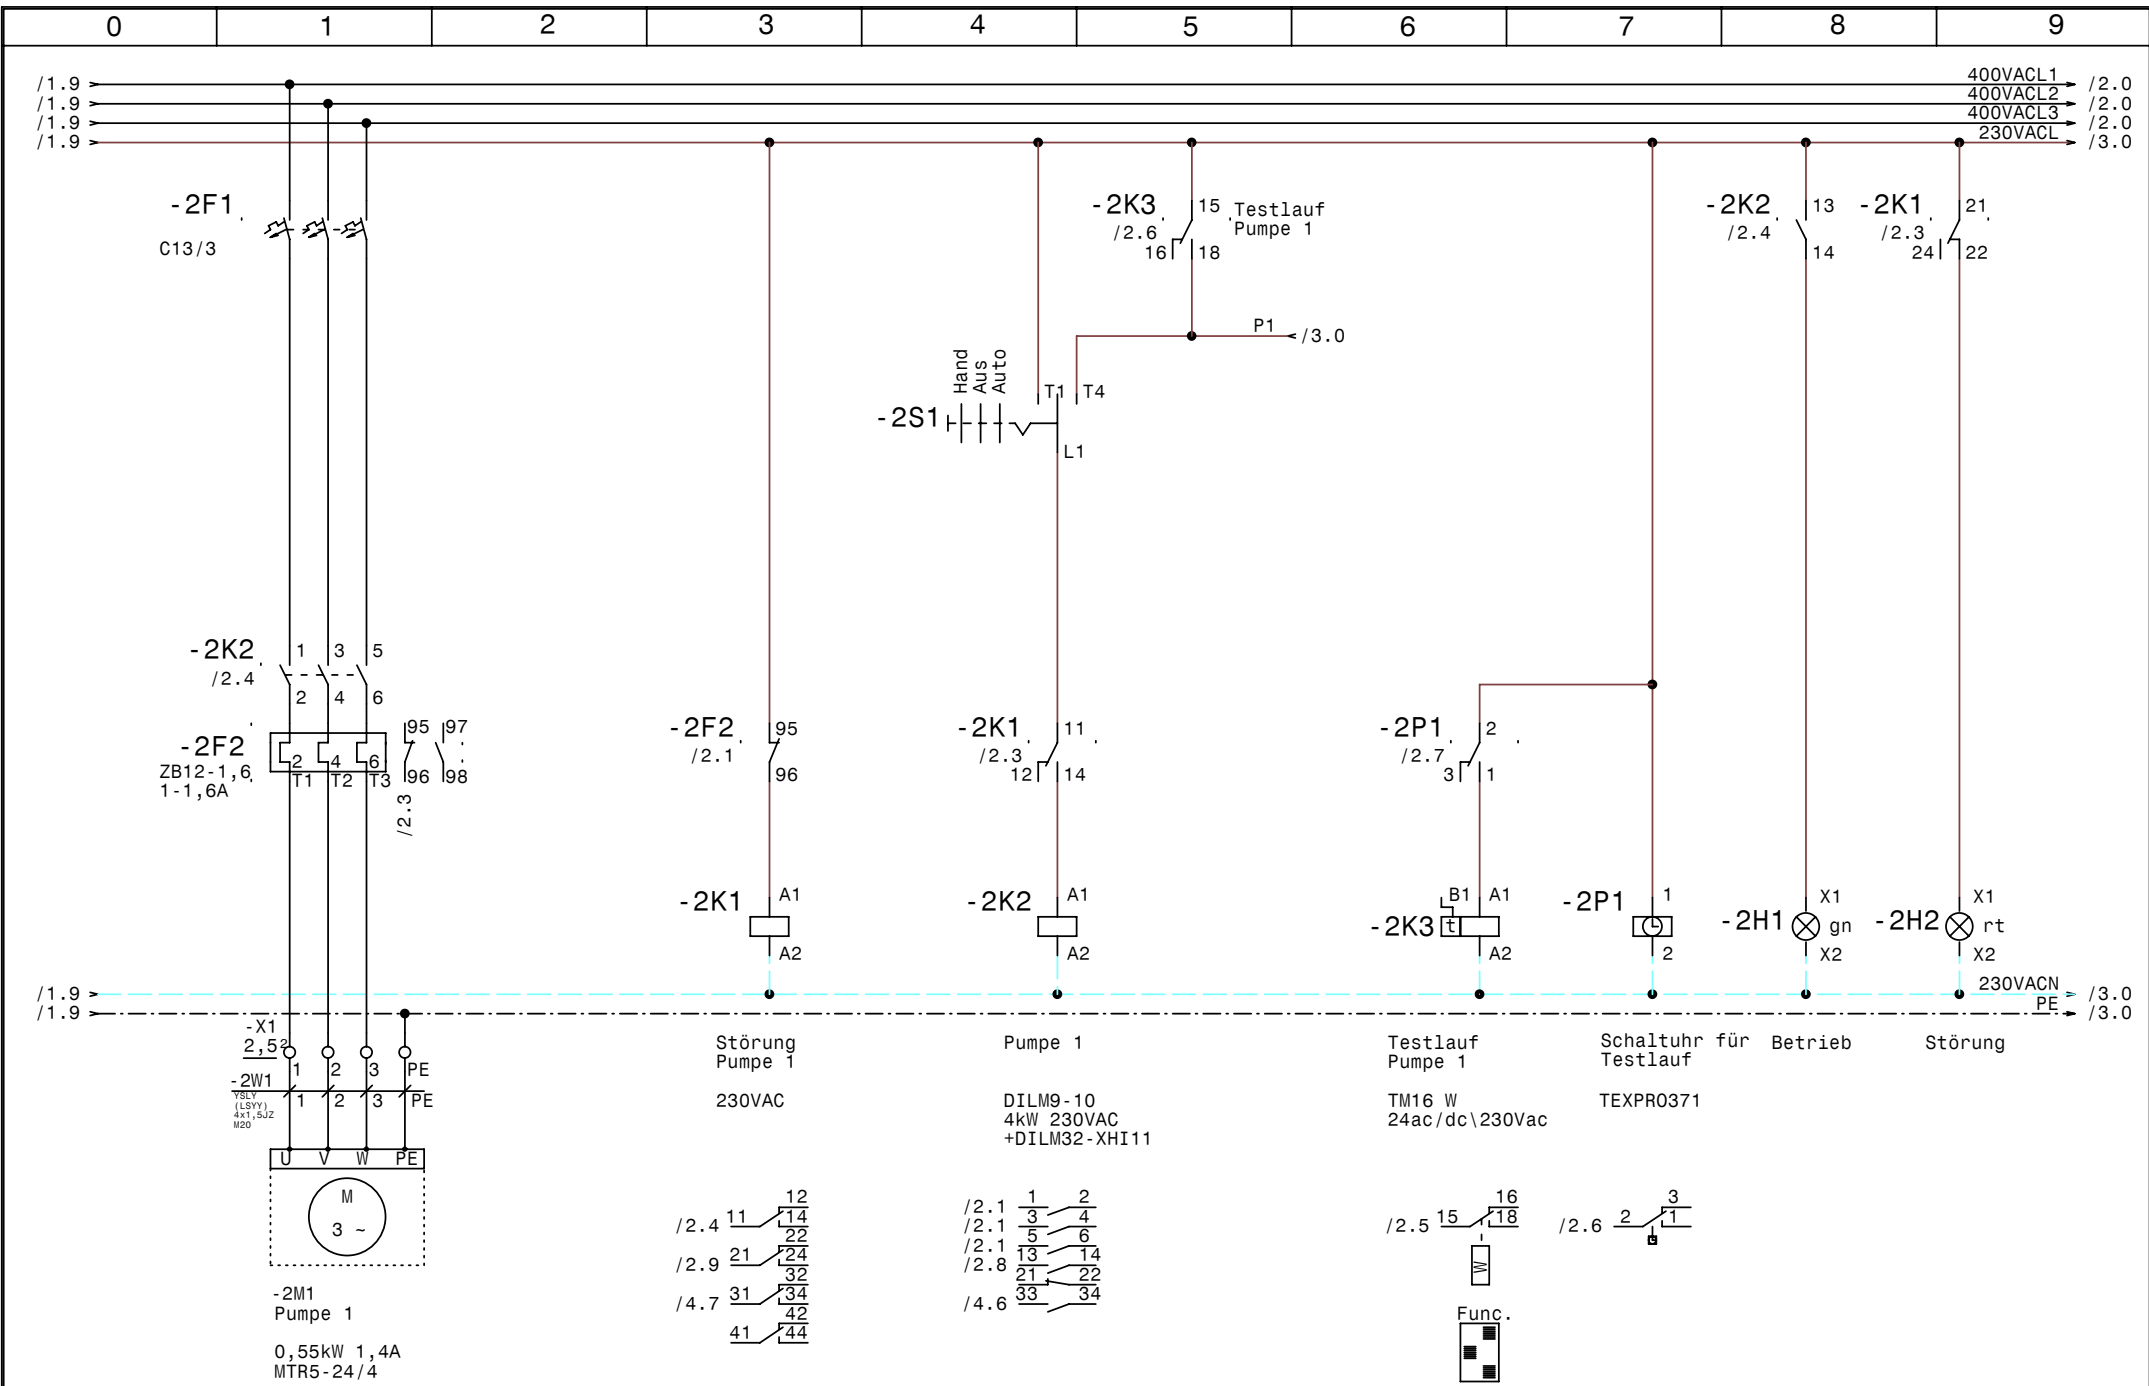 0 1 2 3 4 5 6 7 8 9
/1.9 400VACL1 /2.0
/1.9 400VACL2 /2.0
/1.9 400VACL3 /2.0
/1.9 230VACL /3.0
-2F1
C13/3
-2K3 15 Testlauf
/2.6 Pumpe 1
16 18
-2K2 13
/2.4
14
-2K1 21
/2.3
24 22
P1 /3.0
Hand
Aus
Auto
T1 T4
-2S1
L1
-2K2 1 3 5
/2.4
2 4 6
-2F2 95 97
2 4 6
ZB12-1,6 96 98
1-1,6A T1 T2 T3
/2.3
-2F2 95
/2.1
96
-2K1 11
/2.3
12 14
-2P1 2
/2.7
3 1
-2K1 A1
A2
-2K2 A1
A2
B1 A1
-2K3 t
A2
-2P1 1
2
X1
-2H1 gn
X2
X1
-2H2 rt
X2
/1.9 230VACN /3.0
/1.9 PE /3.0
-X1
2,5²
1 2 3 PE
-2W1
YSLY
(LSYY)
4x1,5JZ
M20
1 2 3 PE
U V W PE
M
3 ~
-2M1
Pumpe 1
0,55kW 1,4A
MTR5-24/4
Störung
Pumpe 1
230VAC
Pumpe 1
DILM9-10
4kW 230VAC
+DILM32-XHI11
Testlauf
Pumpe 1
TM16 W
24ac/dc\230Vac
Schaltuhr für
Testlauf
TEXPRO371
Betrieb
Störung
12
/2.4 11 14
22
/2.9 21 24
32
/4.7 31 34
42
41 44
/2.1 1 2
/2.1 3 4
/2.1 5 6
/2.8 13 14
21 22
/4.6 33 34
16
/2.5 15 18
W
Func.
3
/2.6 2 1